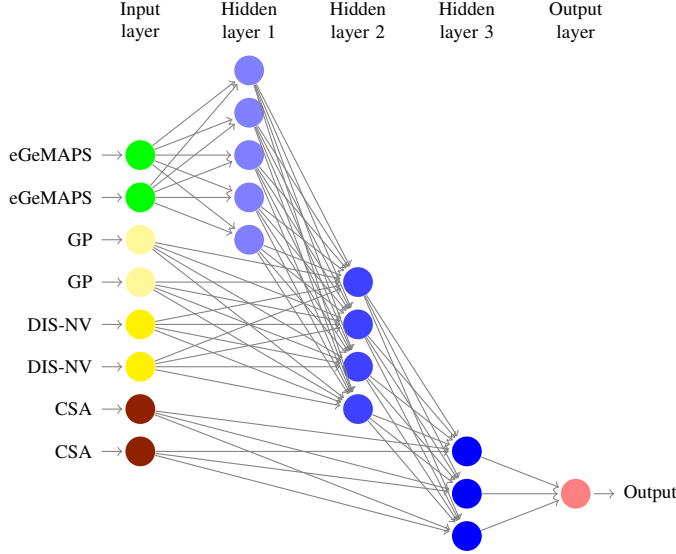 Input
layer
Hidden
layer 1
Hidden
layer 2
Hidden
layer 3
Output
layer
eGeMAPS
eGeMAPS
GP
GP
DIS-NV
DIS-NV
CSA
CSA
Output